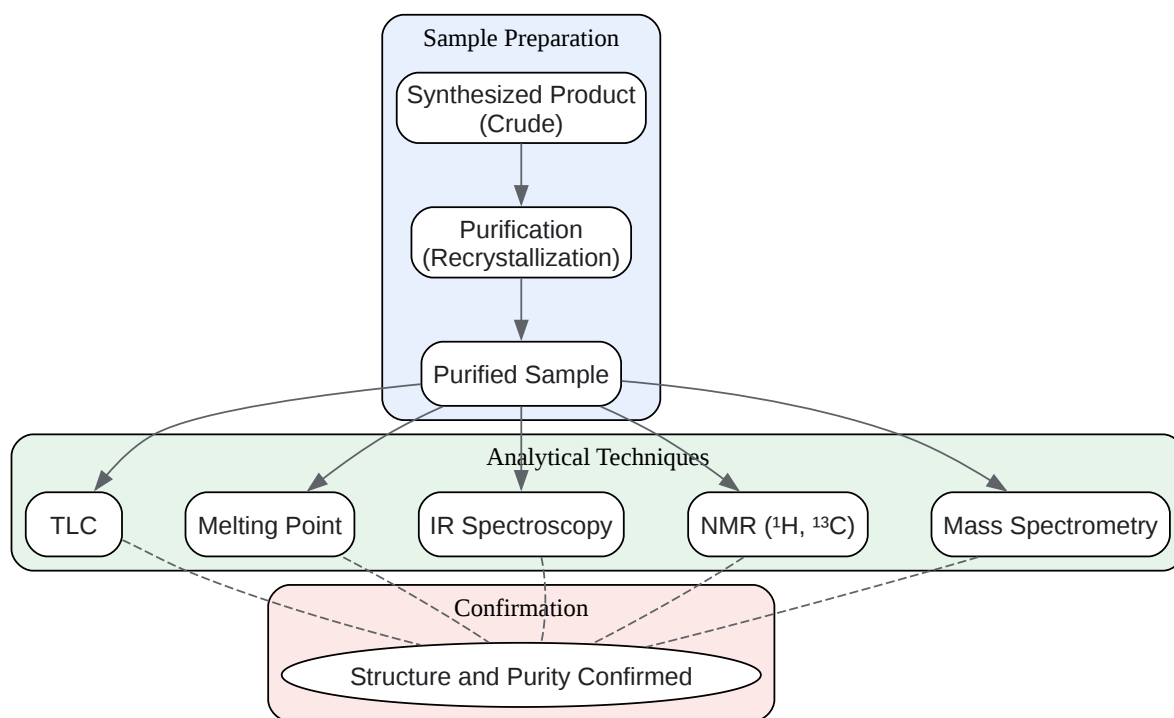 Sample Preparation
Synthesized Product
(Crude)
Purification
(Recrystallization)
Purified Sample
Analytical Techniques
TLC
Melting Point
IR Spectroscopy
NMR (¹H, ¹³C)
Mass Spectrometry
Confirmation
Structure and Purity Confirmed